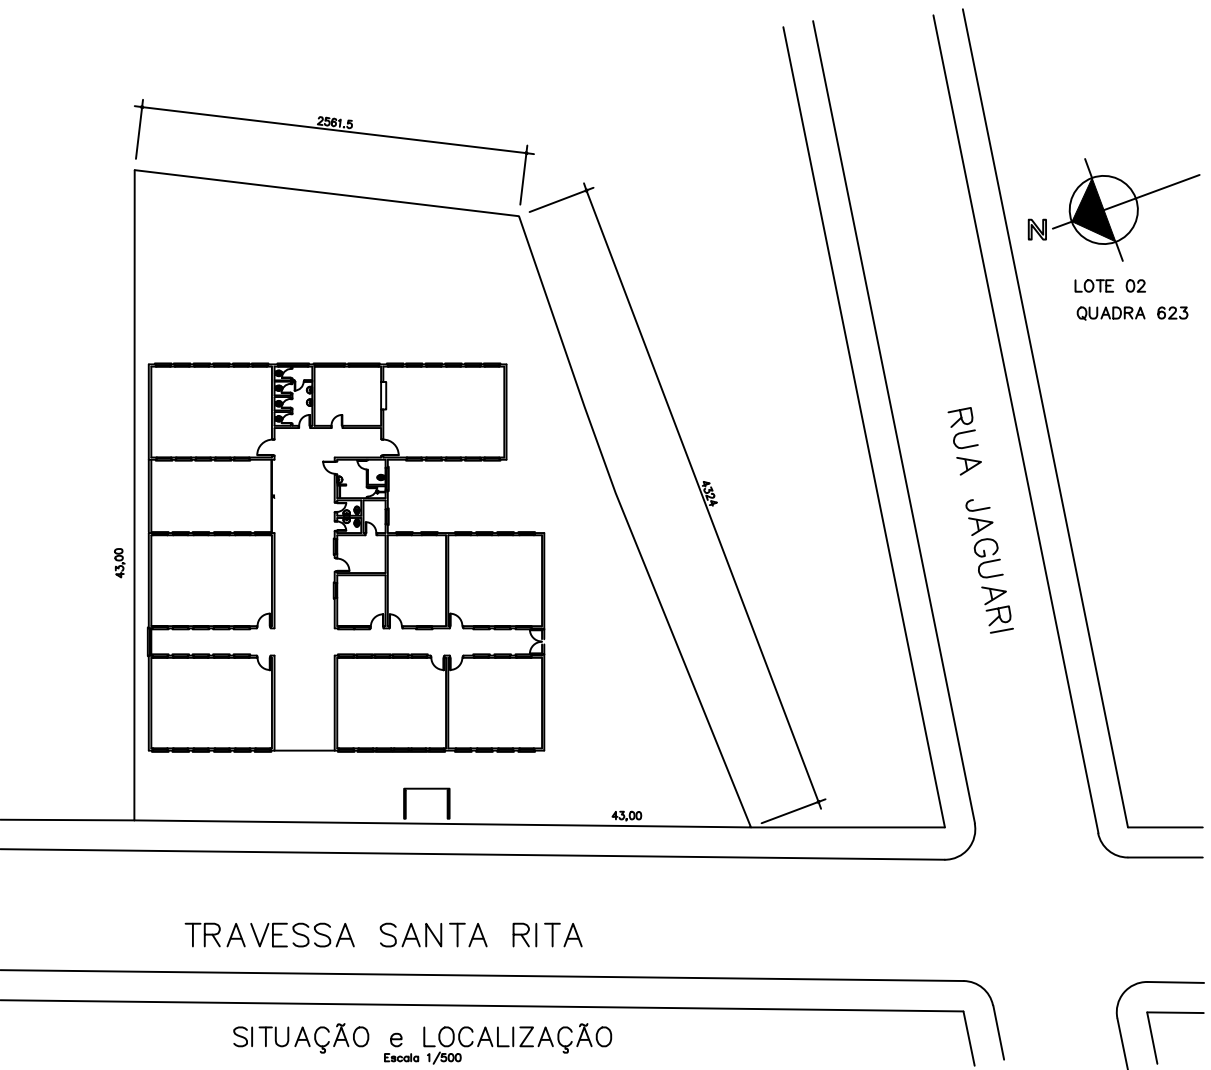 2561.5
N
LOTE 02
QUADRA 623
RUA JAGUARI
4324
43,00
43,00
TRAVESSA SANTA RITA
SITUAÇÃO e LOCALIZAÇÃO
Escala 1/500